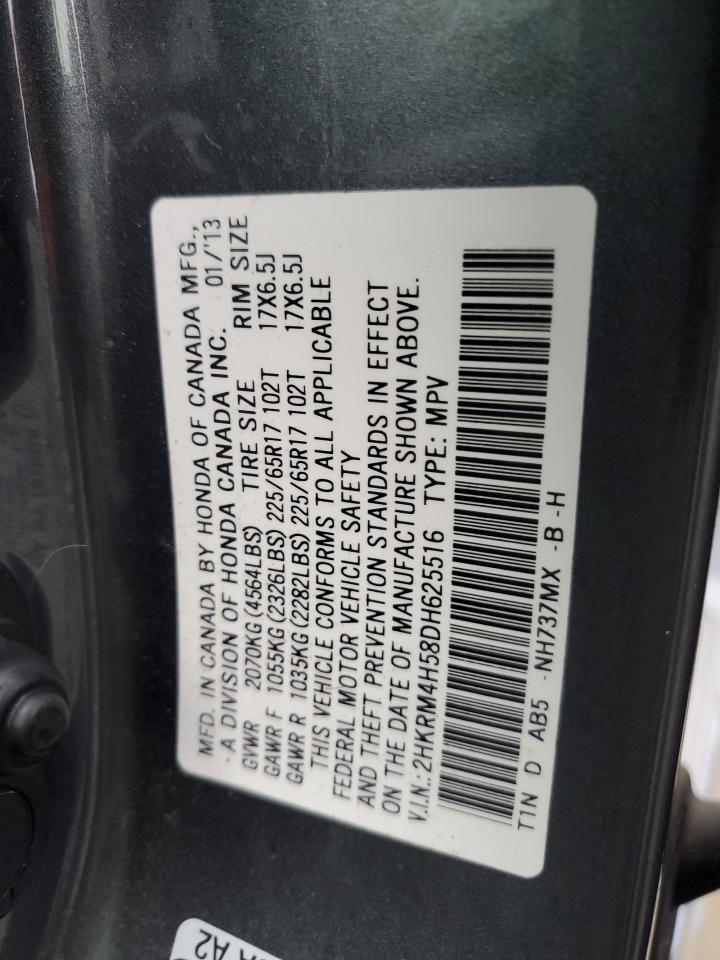 MFD. IN CANADA BY HONDA OF CANADA MFG.,
A DIVISION OF HONDA CANADA INC. 01/'13
GVWR 2070KG (4564LBS) TIRE SIZE RIM SIZE
GAWR F 1055KG (2326LBS) 225/65R17 102T 17X6.5J
GAWR R 1035KG (2282LBS) 225/65R17 102T 17X6.5J
THIS VEHICLE CONFORMS TO ALL APPLICABLE
FEDERAL MOTOR VEHICLE SAFETY
AND THEFT PREVENTION STANDARDS IN EFFECT
ON THE DATE OF MANUFACTURE SHOWN ABOVE.
V.I.N.:2HKRM4H58DH625516 TYPE: MPV
T1N D AB5 -NH737MX -B -H
A2